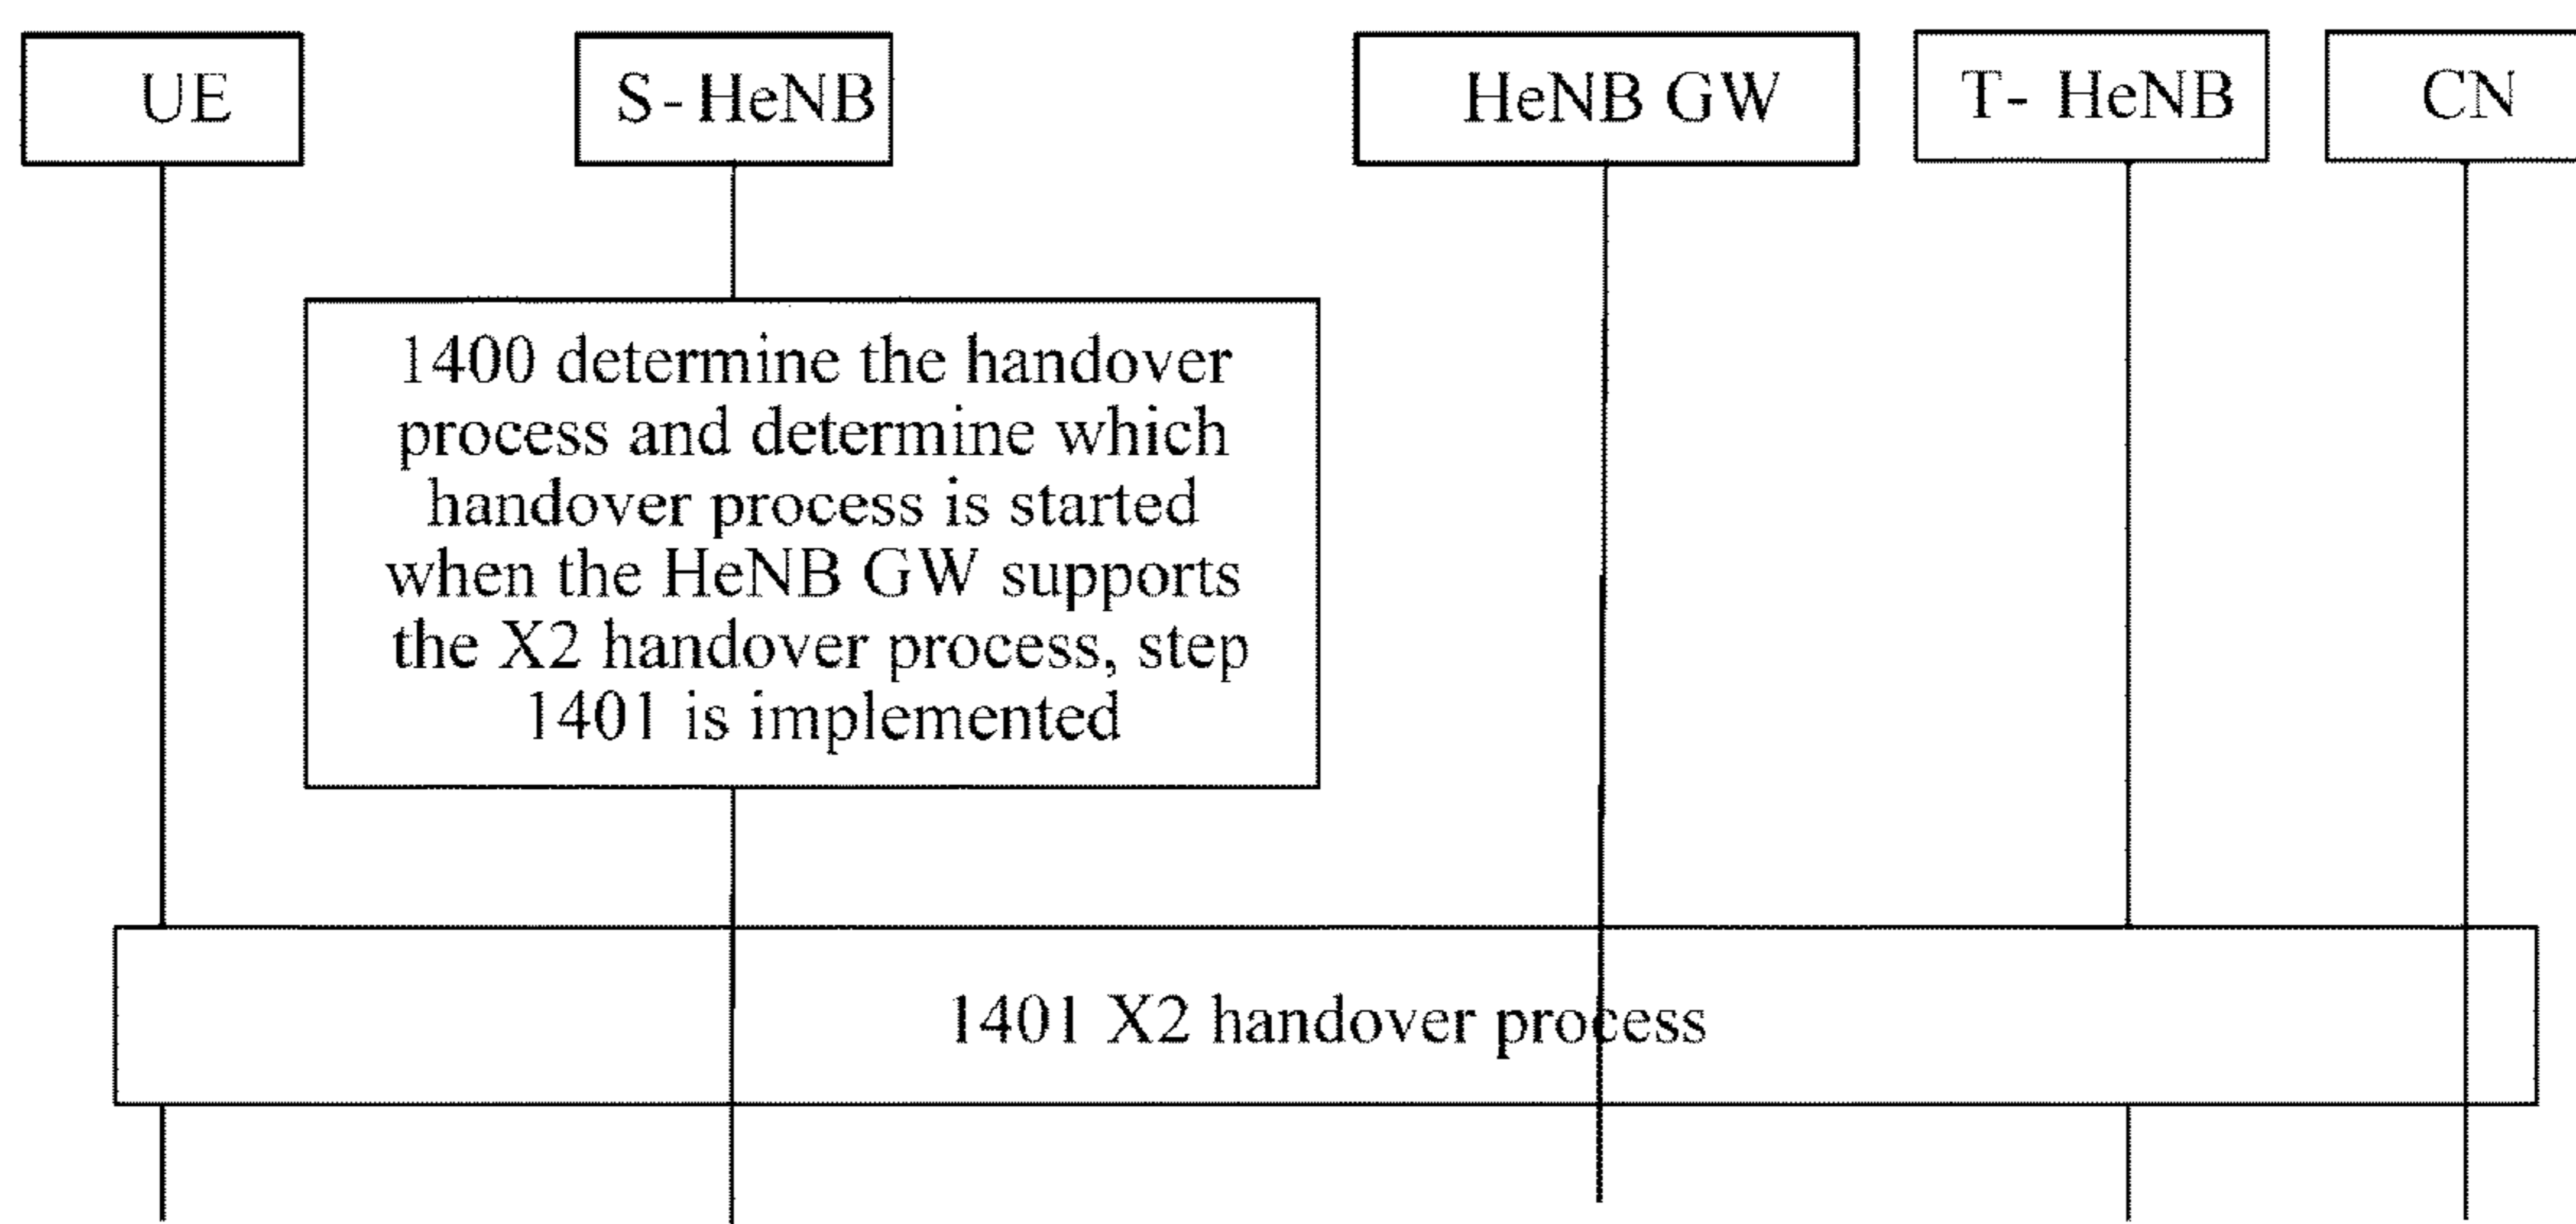 UE
S-HeNB
HeNB GW
T- HeNB
CN
1400 determine the handover
process and determine which
handover process is started
when the HeNB GW supports
the X2 handover process, step
1401 is implemented
1401 X2 handover process